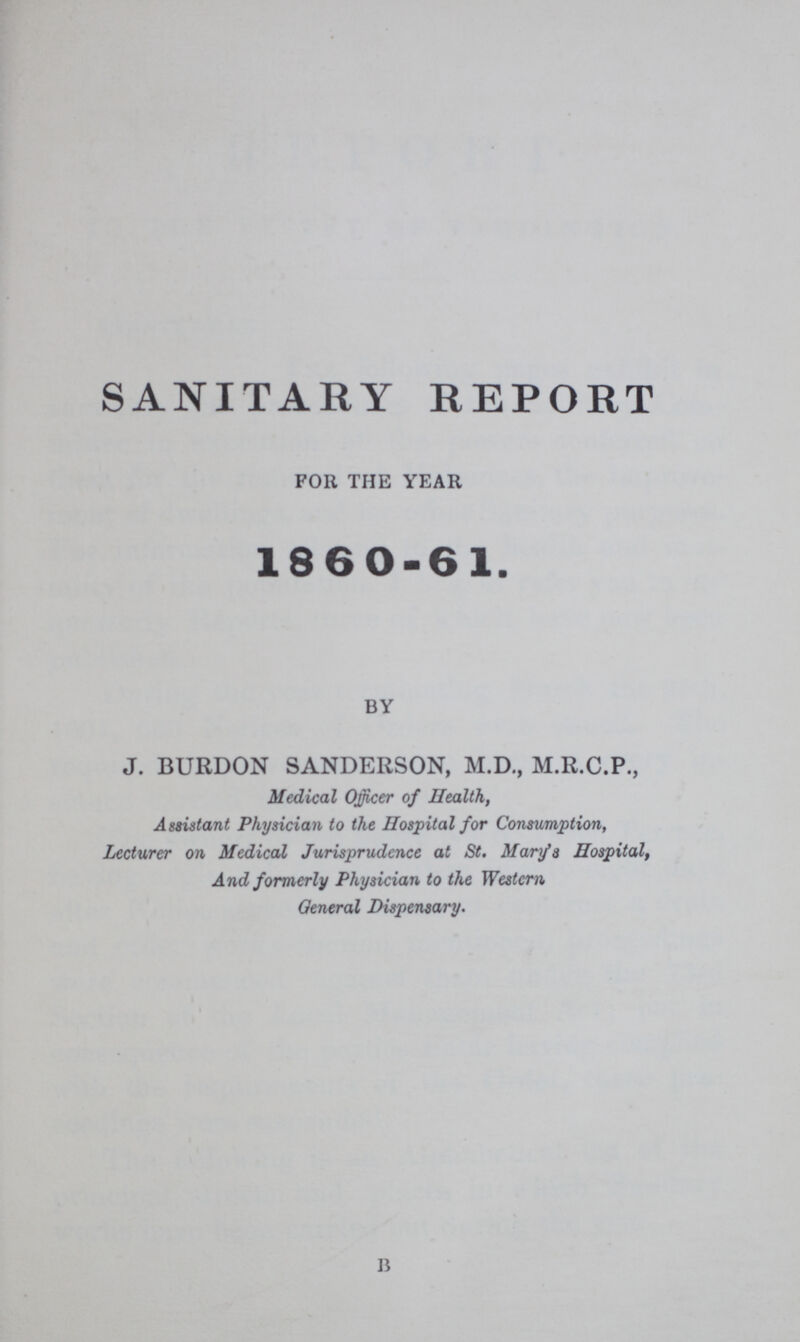 SANITARY REPORT
FOR THE YEAR
1860-61.
BY
J. BURDON SANDERSON, M.D., M.R.C.P.,
Medical Officer of Health,
Assistant Physician to the Hospital for Consumption,
Lecturer on Medical Jurisprudence at St. Mary's Hospital,
And formerly Physician to the Western
General Dispensary.
B